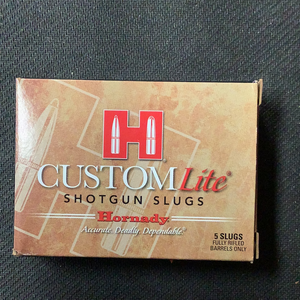 H
CUSTOM Lite®
SHOTGUN SLUGS
Hornady®
Accurate. Deadly. Dependable.®
5 SLUGS
FULLY RIFLED
BARRELS ONLY